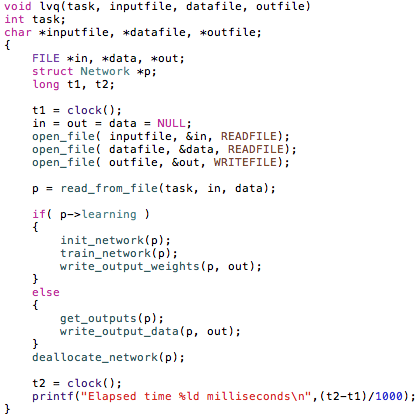 void lvq(task, inputfile, datafile, outfile)
int task;
char *inputfile, *datafile, *outfile;
{
    FILE *in, *data, *out;
    struct Network *p;
    long t1, t2;

    t1 = clock();
    in = out = data = NULL;
    open_file( inputfile, &in, READFILE);
    open_file( datafile, &data, READFILE);
    open_file( outfile, &out, WRITEFILE);

    p = read_from_file(task, in, data);

    if( p->learning )
    {
        init_network(p);
        train_network(p);
        write_output_weights(p, out);
    }
    else
    {
        get_outputs(p);
        write_output_data(p, out);
    }
    deallocate_network(p);

    t2 = clock();
    printf("Elapsed time %ld milliseconds\n",(t2-t1)/1000);
}